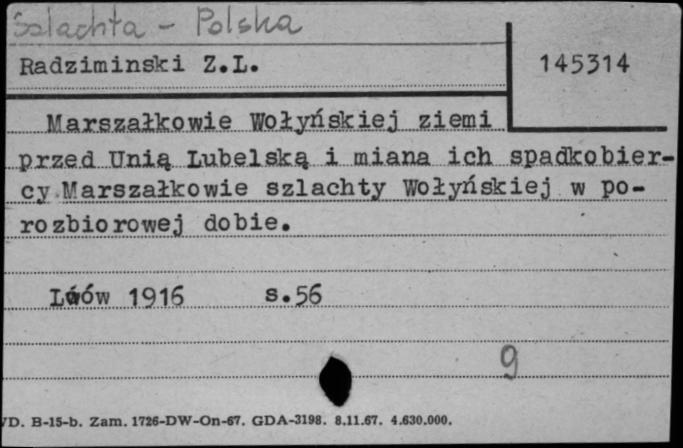 Szlachta - Polska
Radziminski Z.L.
145314
Marszałkowie Wołyńskiej ziemi
przed Unią Lubelską i miana ich spadkobier-
cy.Marszałkowie szlachty Wołyńskiej w po-
rozbiorowej dobie.
Lwów 1916 s.56
9
VD. B-15-b. Zam. 1726-DW-On-67. GDA-3198. 8.11.67. 4.630.000.